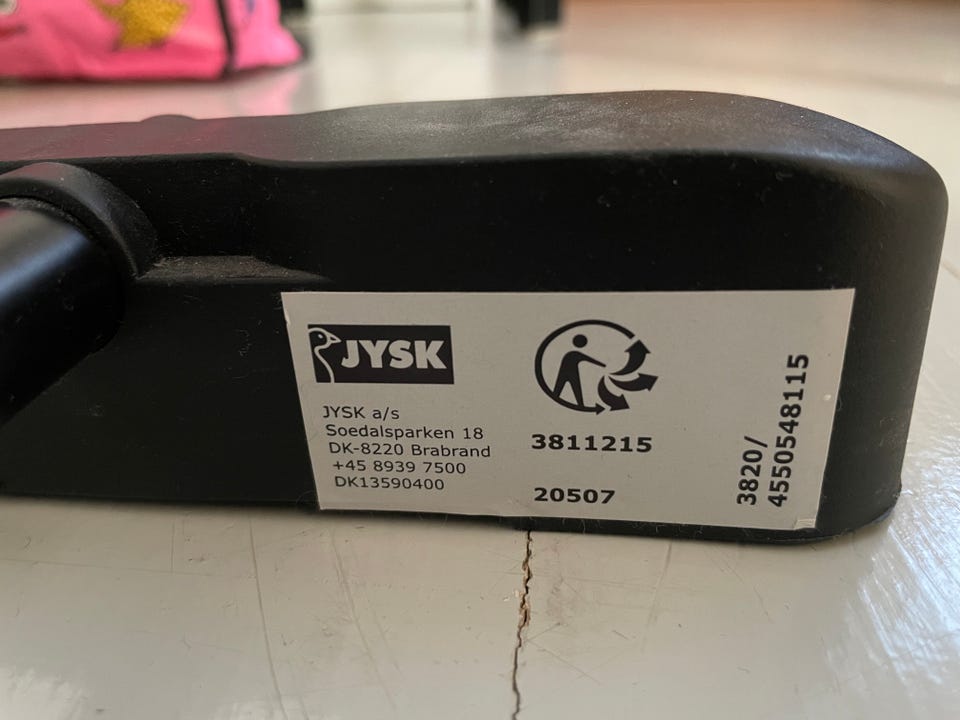 JYSK
JYSK a/s
Soedalsparken 18
DK-8220 Brabrand
+45 8939 7500
DK13590400
3811215
20507
3820/
4550548115